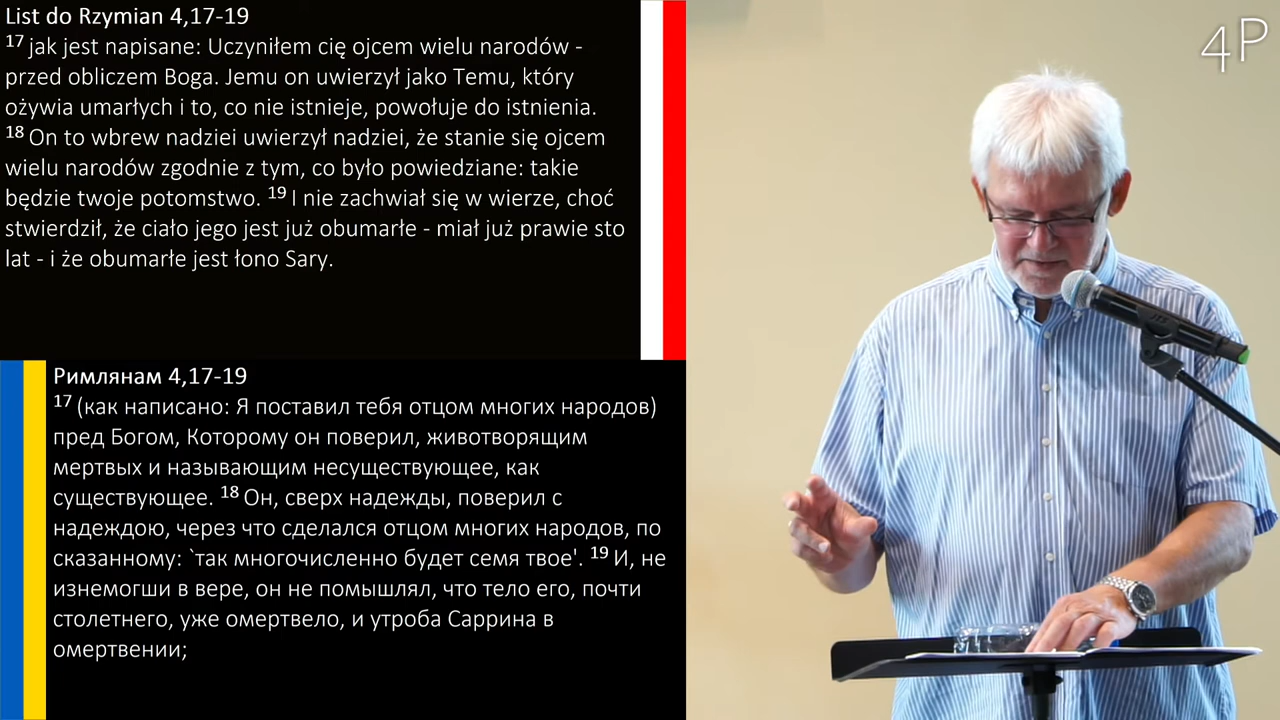 List do Rzymian 4,17-19
17 jak jest napisane: Uczyniłem cię ojcem wielu narodów -
przed obliczem Boga. Jemu on uwierzył jako Temu, który
ożywia umarłych i to, co nie istnieje, powołuje do istnienia.
18 On to wbrew nadziei uwierzył nadziei, że stanie się ojcem
wielu narodów zgodnie z tym, co było powiedziane: takie
będzie twoje potomstwo. 19 I nie zachwiał się w wierze, choć
stwierdził, że ciało jego jest już obumarłe - miał już prawie sto
lat - i że obumarłe jest łono Sary.
Римлянам 4,17-19
17 (как написано: Я поставил тебя отцом многих народов)
пред Богом, Которому он поверил, животворящим
мертвых и называющим несуществующее, как
существующее. 18 Он, сверх надежды, поверил с
надеждою, через что сделался отцом многих народов, по
сказанному: `так многочисленно будет семя твое'. 19 И, не
изнемогши в вере, он не помышлял, что тело его, почти
столетнего, уже омертвело, и утроба Саррина в
омертвении;
4P
JTS